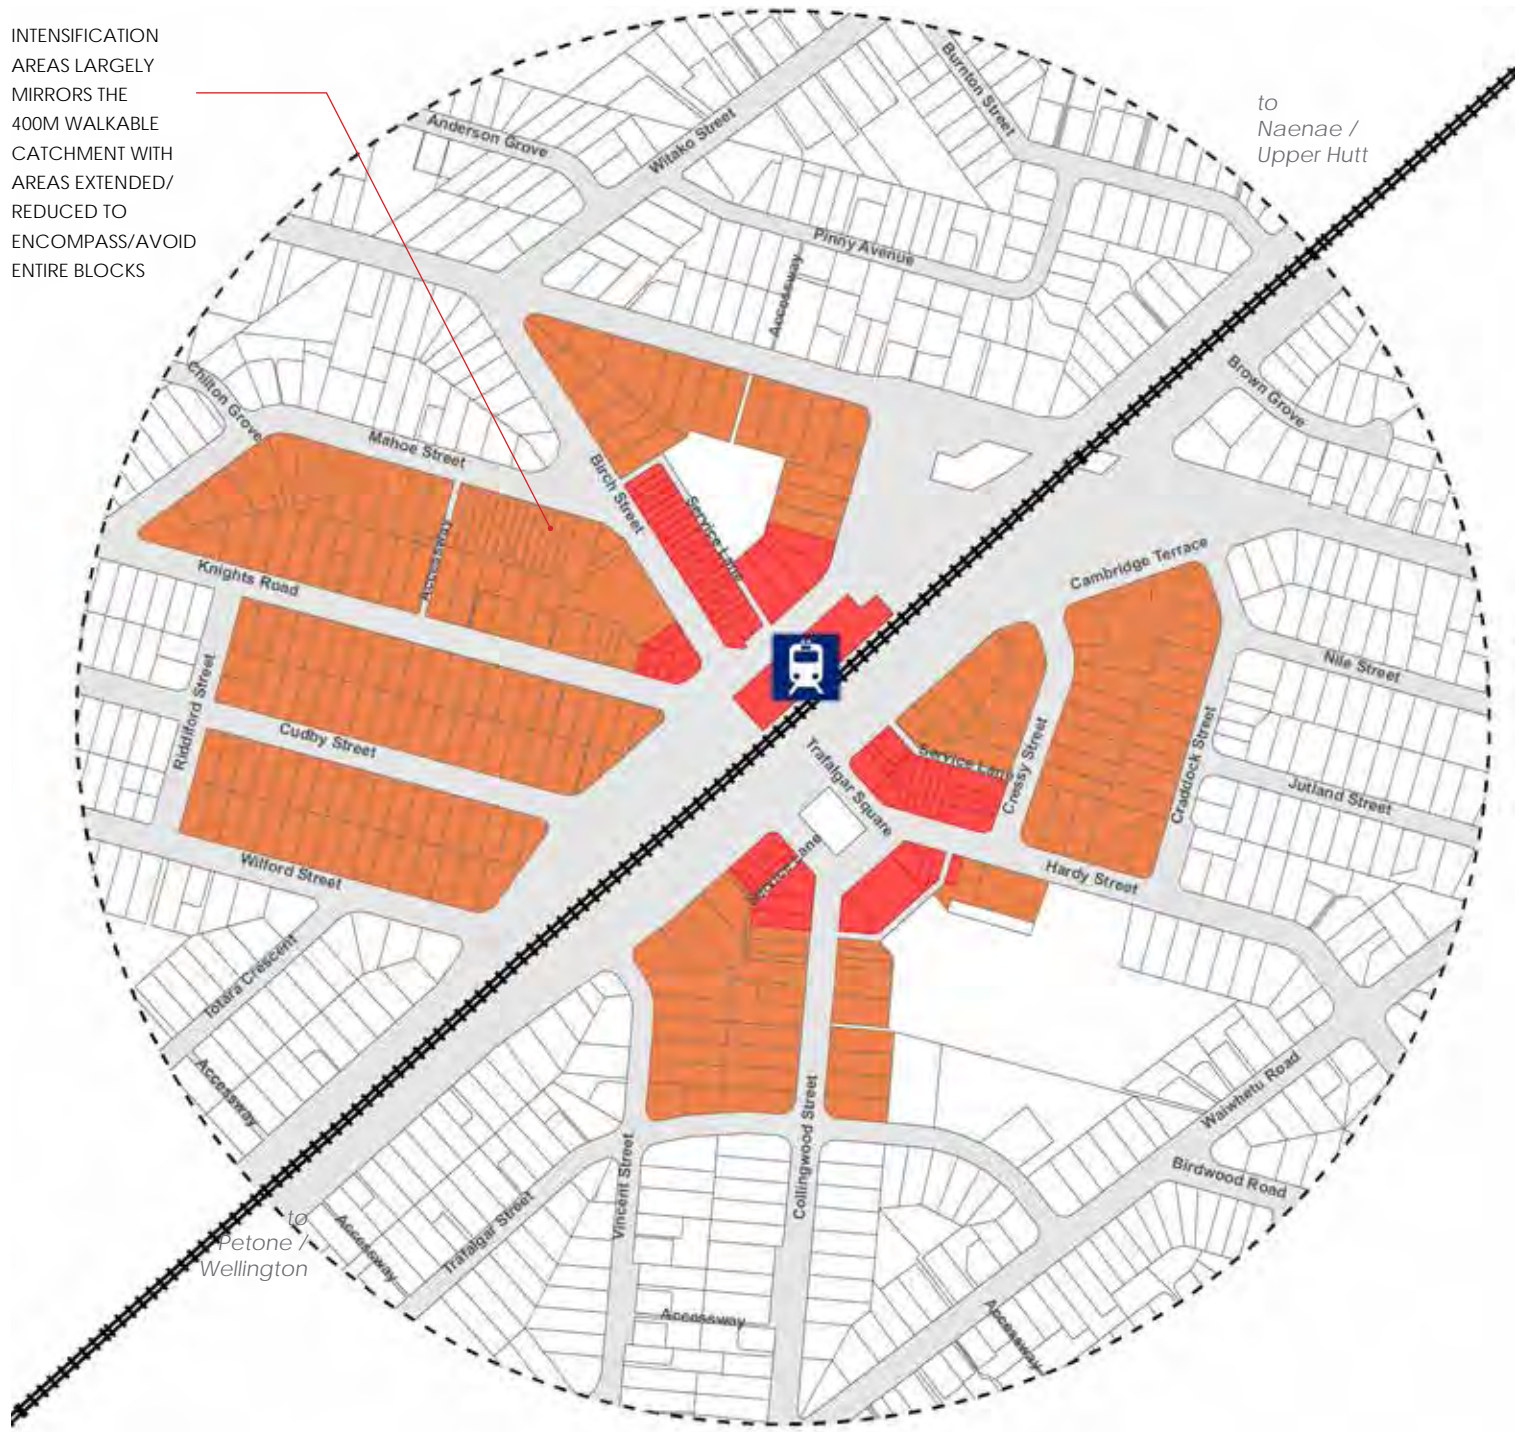 INTENSIFICATION
AREAS LARGELY
MIRRORS THE
400M WALKABLE
CATCHMENT WITH
AREAS EXTENDED/
REDUCED TO
ENCOMPASS/AVOID
ENTIRE BLOCKS
to
Naenae /
Upper Hutt
Burnton Street
Anderson Grove
Witako Street
Pinny Avenue
Accessway
Chilton Grove
Mahoe Street
Birch Street
Service Lane
Brown Grove
Accessway
Knights Road
Cambridge Terrace
Nile Street
Riddiford Street
Cudby Street
Trafalgar Square
Service Lane
Cressy Street
Craddock Street
Jutland Street
Wilford Street
Service Lane
Hardy Street
Totara Crescent
Accessway
Waiwhetu Road
Birdwood Road
Collingwood Street
Vincent Street
Trafalgar Street
Accessway
to
Petone /
Wellington
Accessway
Accessway